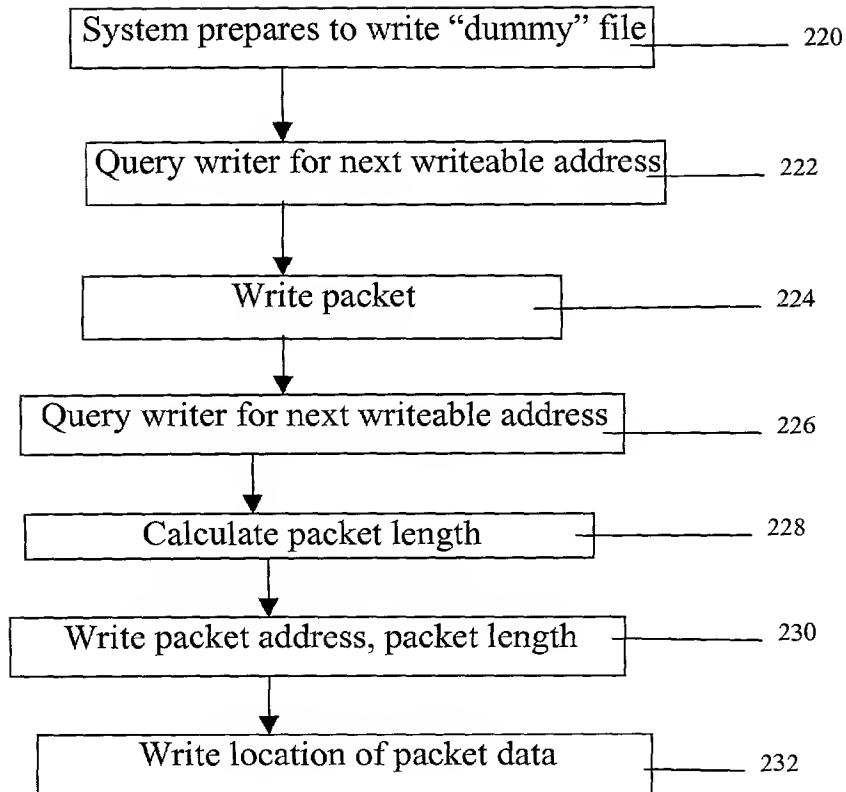 System prepares to write “dummy” file
220
Query writer for next writeable address
222
Write packet
224
Query writer for next writeable address
226
Calculate packet length
228
Write packet address, packet length
230
Write location of packet data
232